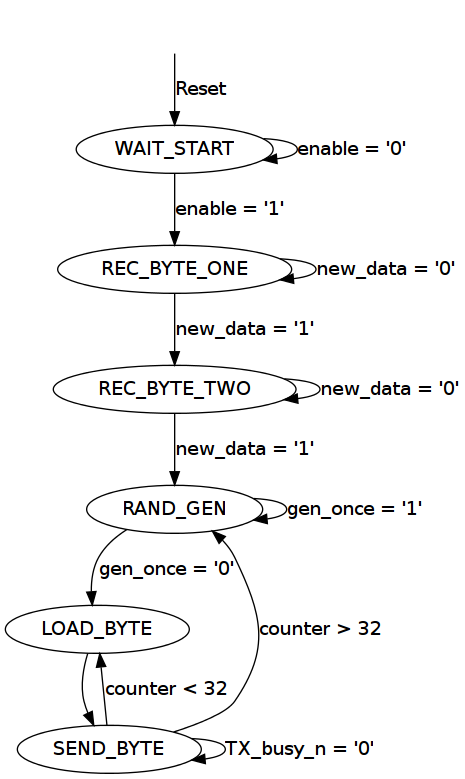 Reset
WAIT_START
enable = '0'
enable = '1'
REC_BYTE_ONE
new_data = '0'
new_data = '1'
REC_BYTE_TWO
new_data = '0'
new_data = '1'
RAND_GEN
gen_once = '1'
gen_once = '0'
LOAD_BYTE
counter > 32
counter < 32
SEND_BYTE
TX_busy_n = '0'